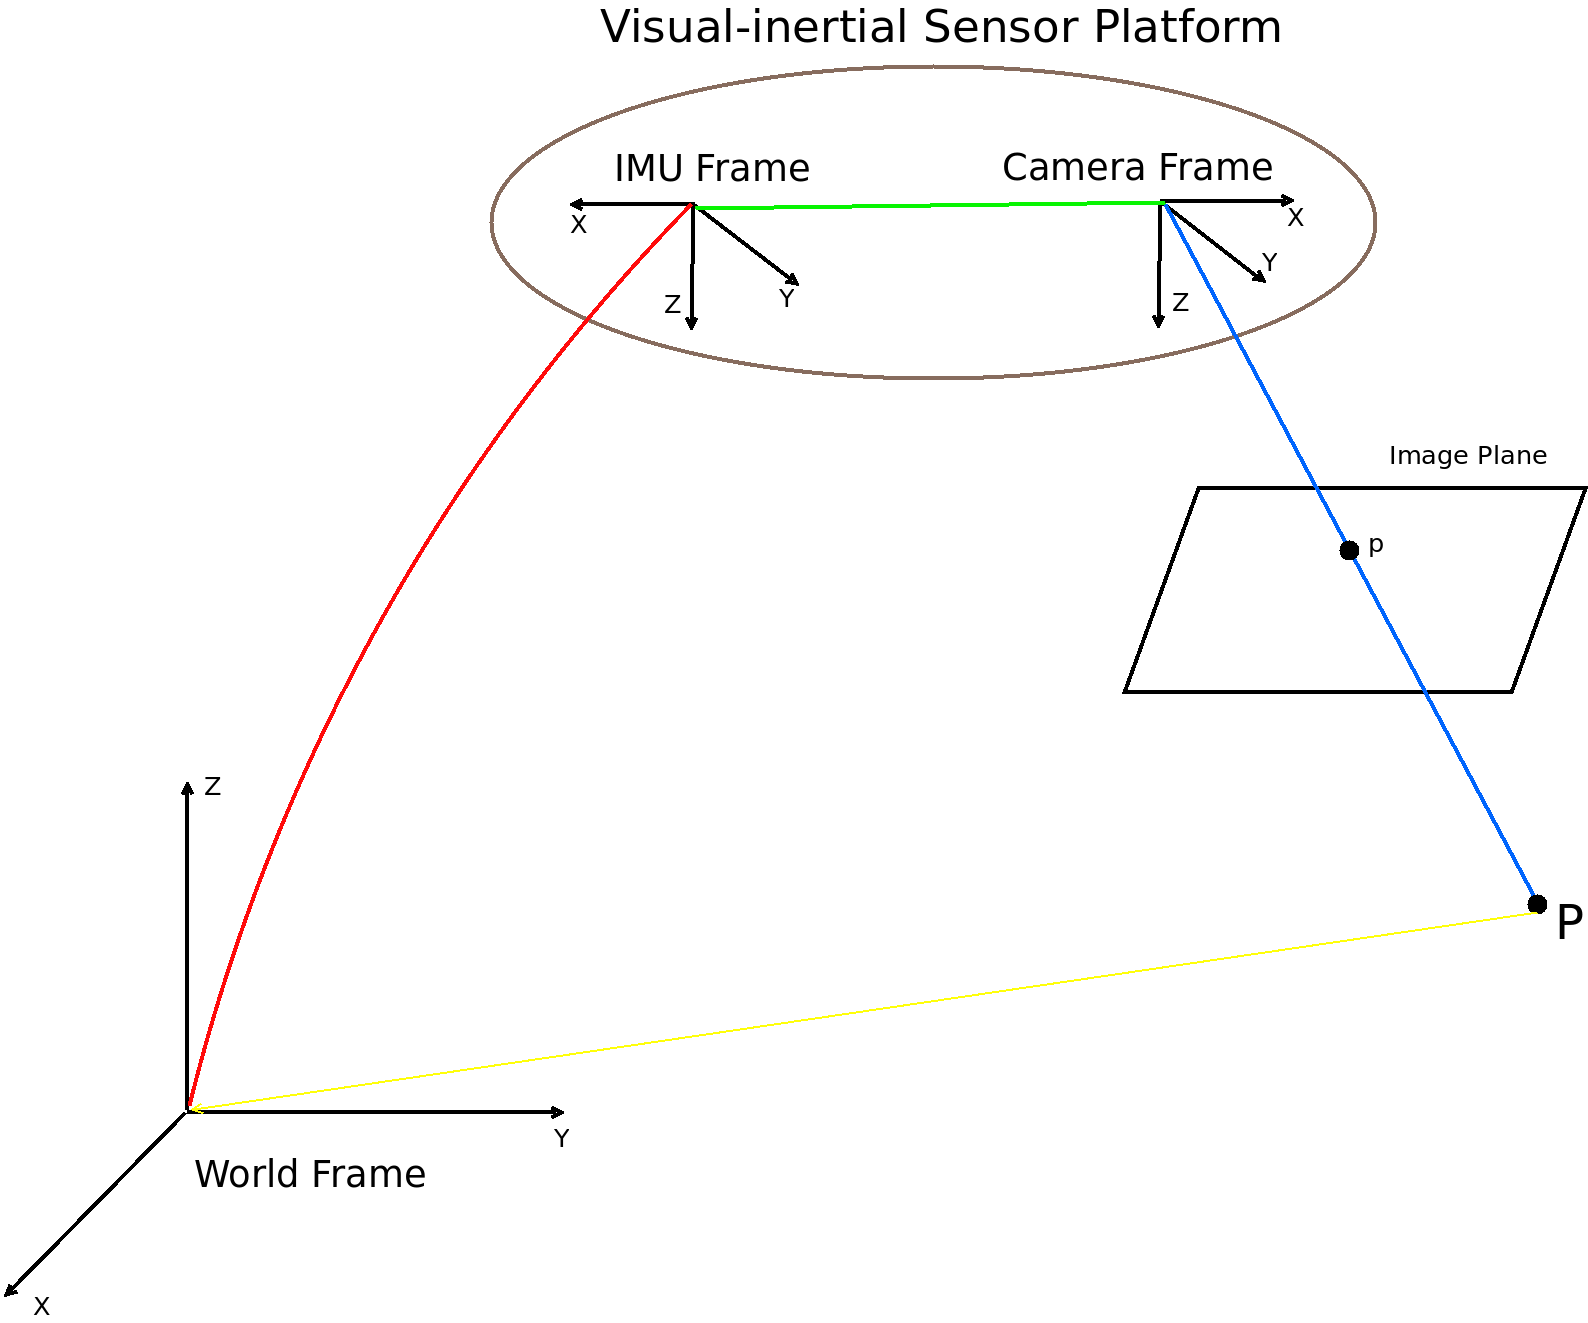 Visual-inertial Sensor Platform
IMU Frame
Camera Frame
X
Y
Z
X
Y
Z
Image Plane
p
P
Z
Y
World Frame
X